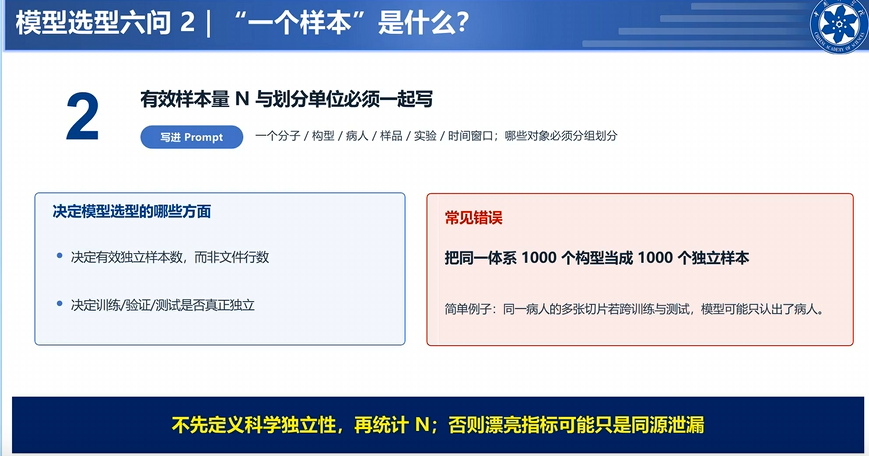 模型选型六问 2｜ “一个样本”是什么？
2
有效样本量 N 与划分单位必须一起写
写进 Prompt
一个分子 / 构型 / 病人 / 样品 / 实验 / 时间窗口；哪些对象必须分组划分
决定模型选型的哪些方面
• 决定有效独立样本数，而非文件行数
• 决定训练/验证/测试是否真正独立
常见错误
把同一体系 1000 个构型当成 1000 个独立样本
简单例子：同一病人的多张切片若跨训练与测试，模型可能只认出了病人。
不先定义科学独立性，再统计 N；否则漂亮指标可能只是同源泄漏